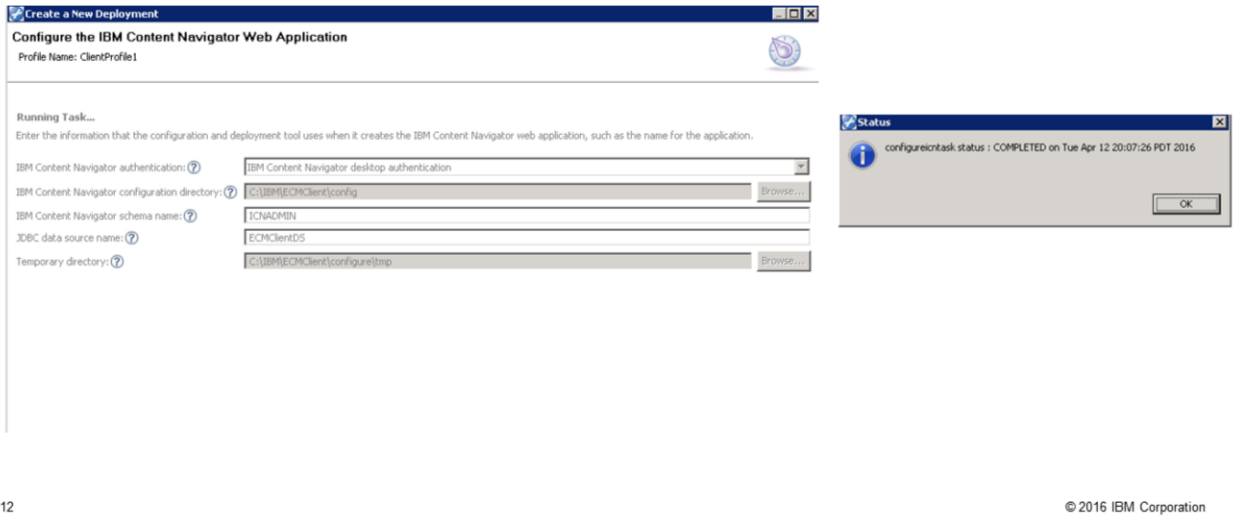 Create a New Deployment
Configure the IBM Content Navigator Web Application
Profile Name: ClientProfile1
Running Task...
Enter the information that the configuration and deployment tool uses when it creates the IBM Content Navigator web application, such as the name for the application.
IBM Content Navigator authentication: ? IBM Content Navigator desktop authentication
IBM Content Navigator configuration directory: ? C:\IBM\ECMClient\config Browse...
IBM Content Navigator schema name: ? ICNADMIN
JDBC data source name: ? ECMClientDS
Temporary directory: ? C:\IBM\ECMClient\configure\tmp Browse...
Status
configureicntask status : COMPLETED on Tue Apr 12 20:07:26 PDT 2016
OK
12
© 2016 IBM Corporation